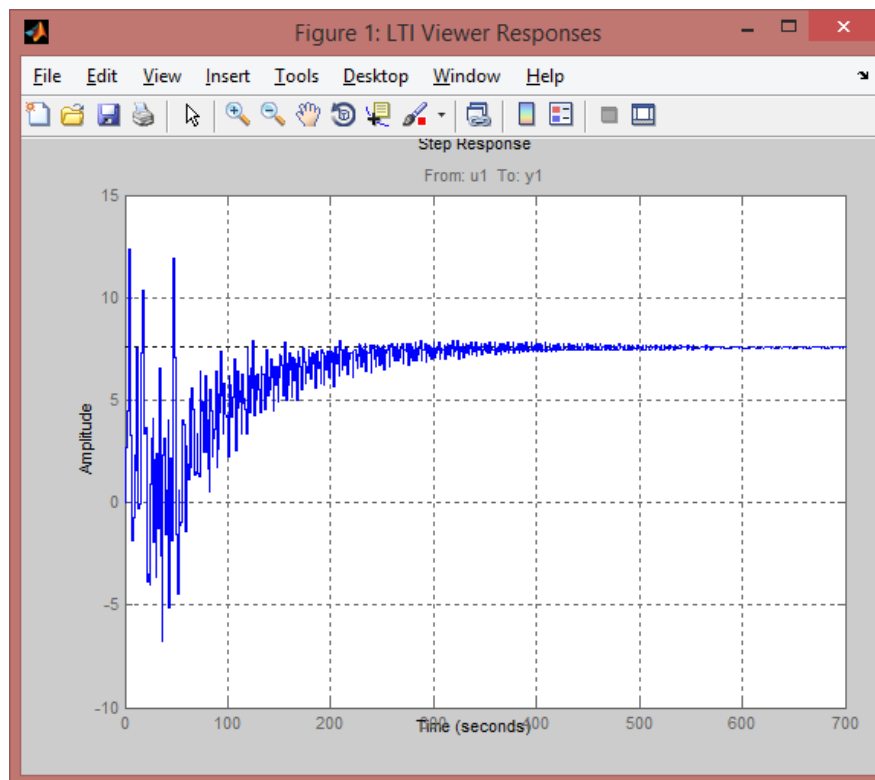 Figure 1: LTI Viewer Responses
File Edit View Insert Tools Desktop Window Help
Step Response
From: u1 To: y1
15
10
5
0
-5
-10
Amplitude
0 100 200 300 400 500 600 700
Time (seconds)